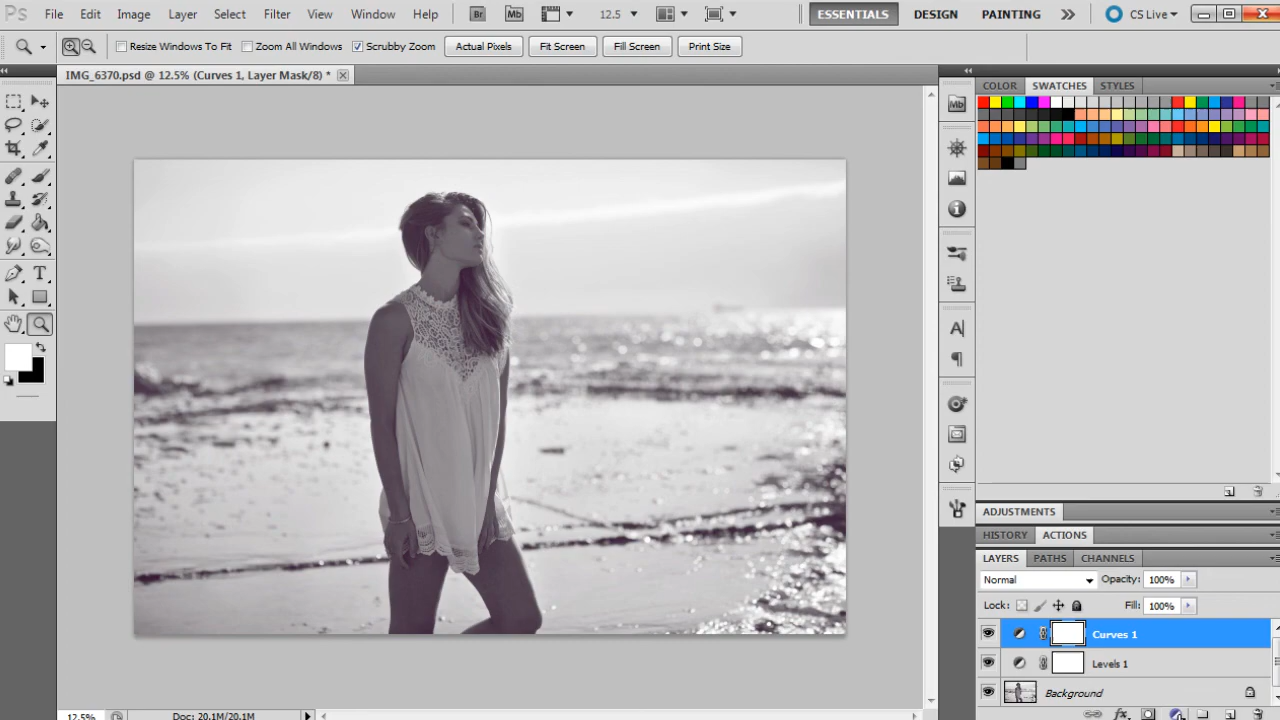 Ps File Edit Image Layer Select Filter View Window Help Br Mb 12.5 ESSENTIALS DESIGN PAINTING CS Live
Resize Windows To Fit Zoom All Windows Scrubby Zoom Actual Pixels Fit Screen Fill Screen Print Size
IMG_6370.psd @ 12.5% (Curves 1, Layer Mask/8) *
COLOR SWATCHES STYLES
Mb
ADJUSTMENTS
HISTORY ACTIONS
LAYERS PATHS CHANNELS
Normal Opacity: 100%
Lock: Fill: 100%
Curves 1
Levels 1
Background
12.5% Doc: 20.1M/20.1M